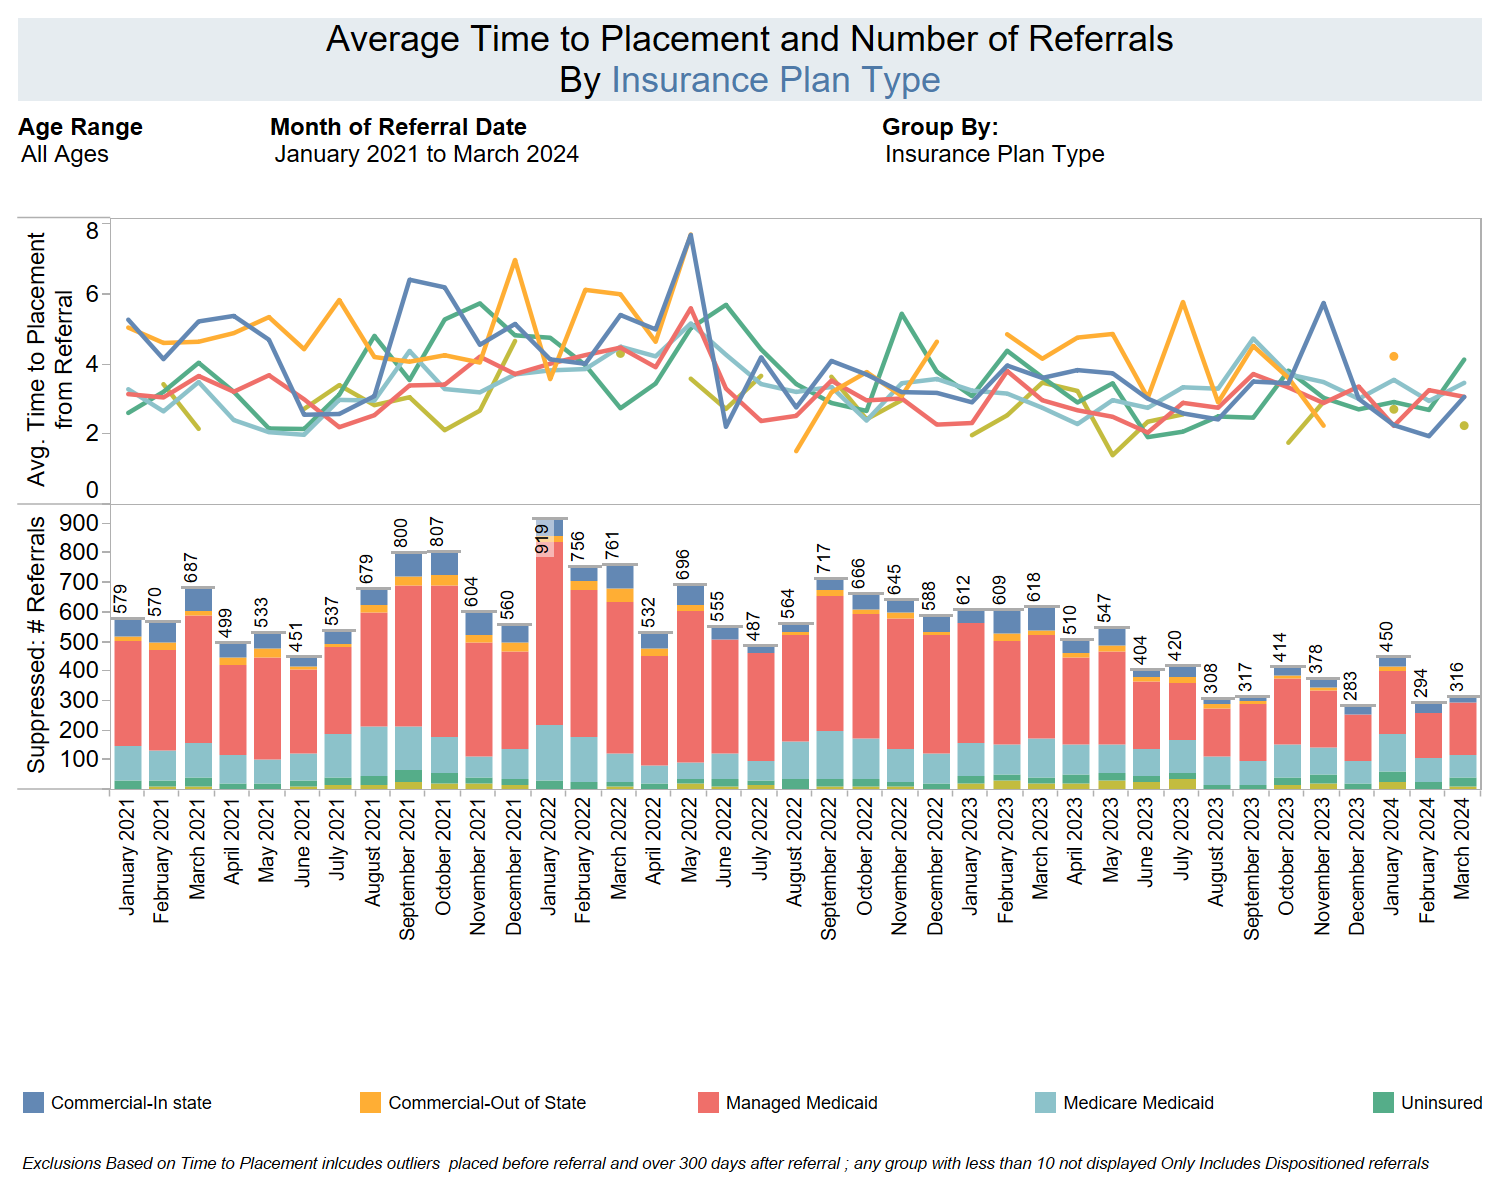 Average Time to Placement and Number of Referrals
By Insurance Plan Type
Age Range
All Ages
Month of Referral Date
January 2021 to March 2024
Group By:
Insurance Plan Type
Avg. Time to Placement
from Referral
8
6
4
2
0
Suppressed: # Referrals
900
800
700
600
500
400
300
200
100
579
570
687
499
533
451
537
679
800
807
604
560
919
756
761
532
696
555
487
564
717
666
645
588
612
609
618
510
547
404
420
308
317
414
378
283
450
294
316
January 2021
February 2021
March 2021
April 2021
May 2021
June 2021
July 2021
August 2021
September 2021
October 2021
November 2021
December 2021
January 2022
February 2022
March 2022
April 2022
May 2022
June 2022
July 2022
August 2022
September 2022
October 2022
November 2022
December 2022
January 2023
February 2023
March 2023
April 2023
May 2023
June 2023
July 2023
August 2023
September 2023
October 2023
November 2023
December 2023
January 2024
February 2024
March 2024
Commercial-In state
Commercial-Out of State
Managed Medicaid
Medicare Medicaid
Uninsured
Exclusions Based on Time to Placement inlcudes outliers  placed before referral and over 300 days after referral ; any group with less than 10 not displayed Only Includes Dispositioned referrals